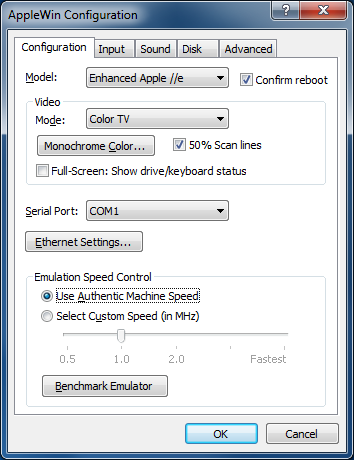 AppleWin Configuration
Configuration Input Sound Disk Advanced
Model: Enhanced Apple //e Confirm reboot
Video
Mode: Color TV
Monochrome Color... 50% Scan lines
Full-Screen: Show drive/keyboard status
Serial Port: COM1
Ethernet Settings...
Emulation Speed Control
Use Authentic Machine Speed
Select Custom Speed (in MHz)
0.5 1.0 2.0 Fastest
Benchmark Emulator
OK Cancel